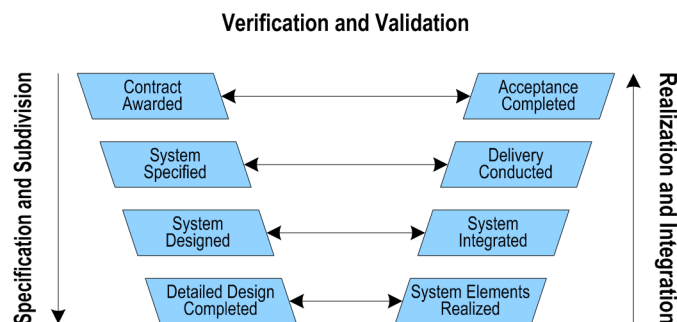 Verification and Validation
Specification and Subdivision
Contract
Awarded
Acceptance
Completed
System
Specified
Delivery
Conducted
System
Designed
System
Integrated
Detailed Design
Completed
System Elements
Realized
Realization and Integration